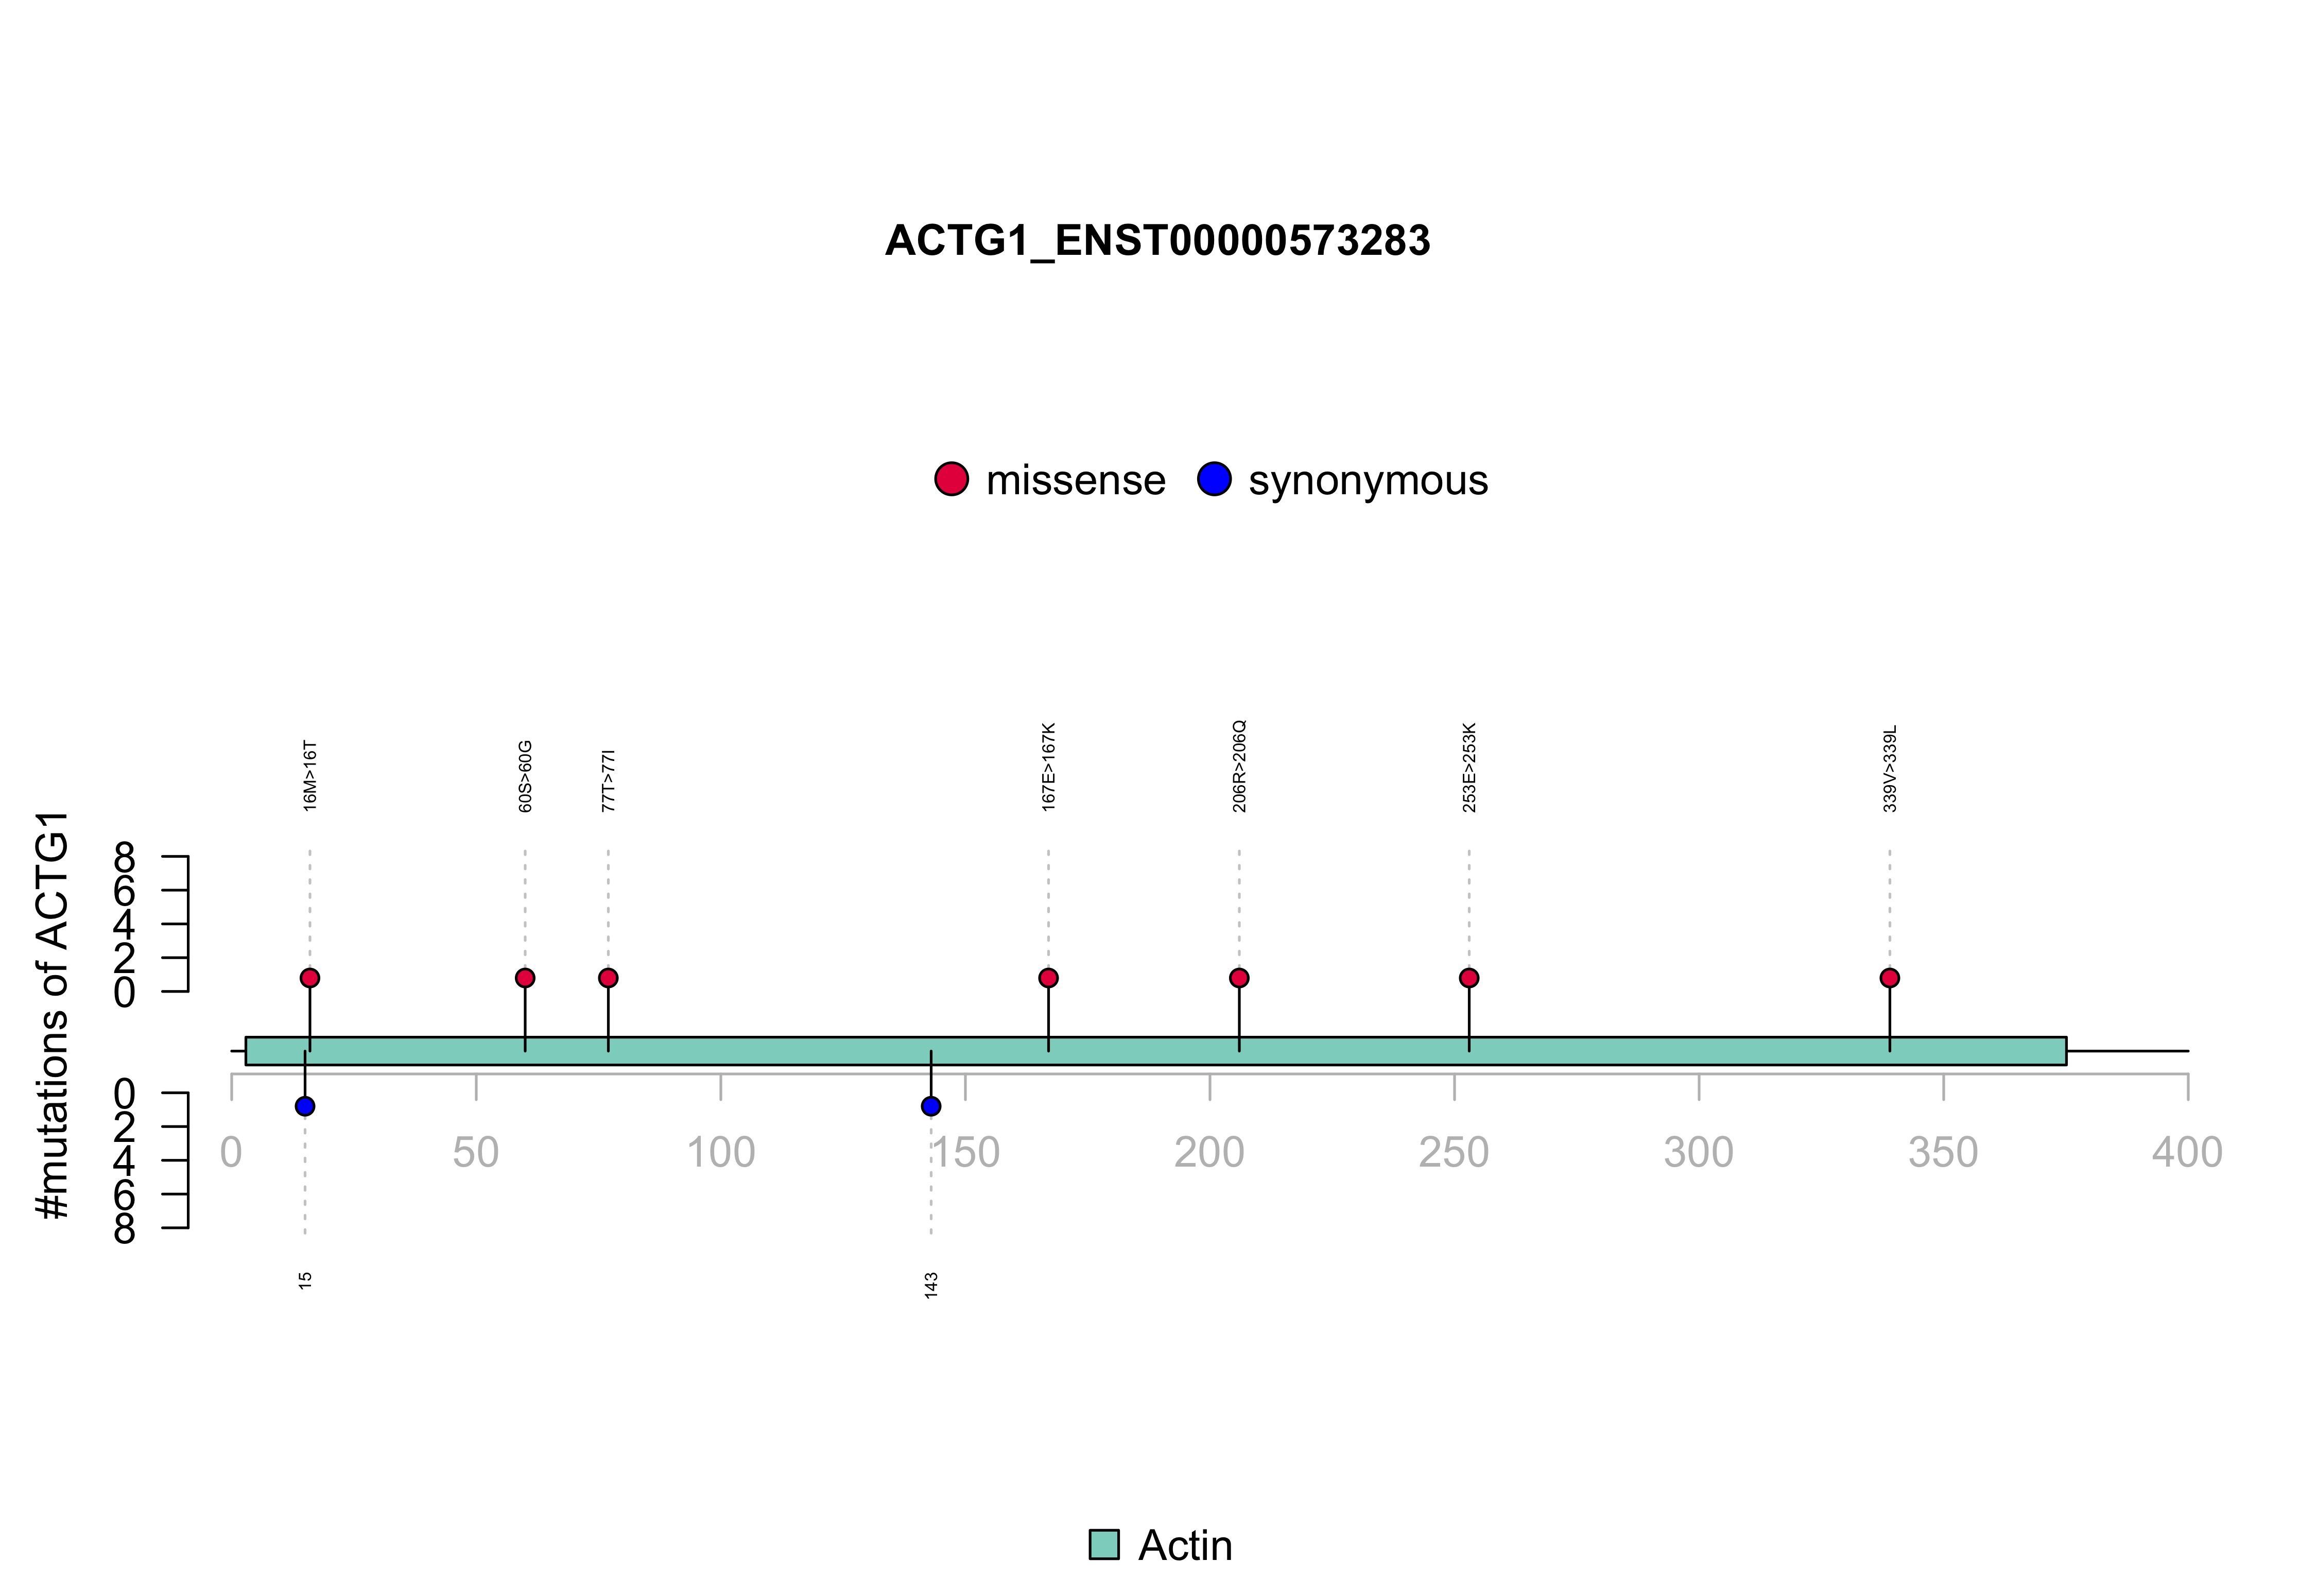 ACTG1_ENST00000573283
missense synonymous
16M>16T 60S>60G 77T>77I 167E>167K 206R>206Q 253E>253K 339V>339L
#mutations of ACTG1
8
6
4
2
0
0
2
4
6
8
0 50 100 150 200 250 300 350 400
15 143
Actin